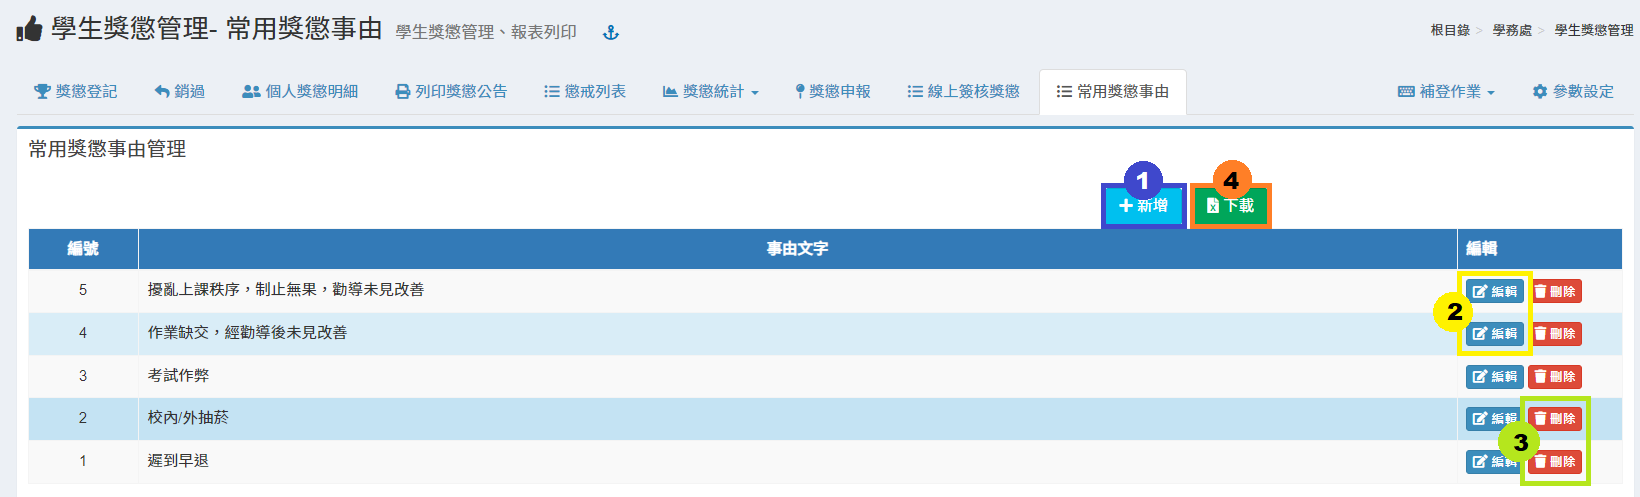 學生獎懲管理- 常用獎懲事由 學生獎懲管理、報表列印
根目錄 > 學務處 > 學生獎懲管理
獎懲登記 銷過 個人獎懲明細 列印獎懲公告 懲戒列表 獎懲統計 獎懲申報 線上簽核獎懲 常用獎懲事由 補登作業 參數設定
常用獎懲事由管理
1 4
新增 下載
編號 事由文字 編輯
5 擾亂上課秩序，制止無果，勸導未見改善 編輯 刪除
2
4 作業缺交，經勸導後未見改善 編輯 刪除
3 考試作弊 編輯 刪除
2 校內/外抽菸 編輯 刪除
3
1 遲到早退 編輯 刪除